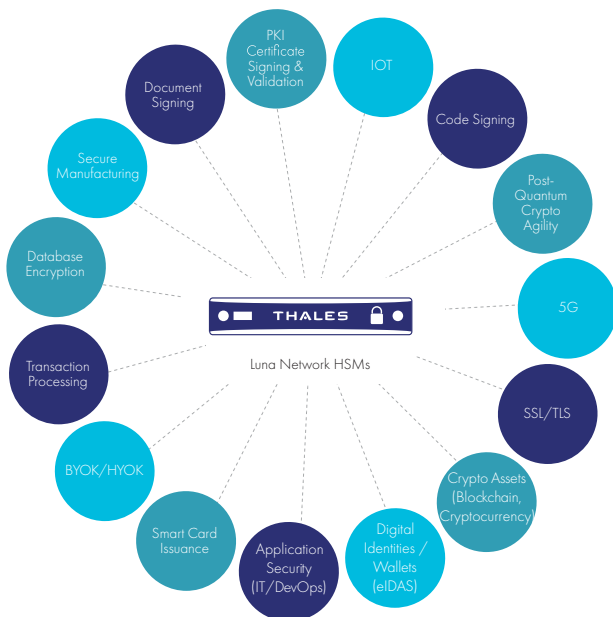 PKI
Certificate
Signing &
Validation
IOT
Code Signing
Post-
Quantum
Crypto
Agility
5G
SSL/TLS
Crypto Assets
(Blockchain,
Cryptocurrency)
Digital
Identities /
Wallets
(eIDAS)
Application
Security
(IT/DevOps)
Smart Card
Issuance
BYOK/HYOK
Transaction
Processing
Database
Encryption
Secure
Manufacturing
Document
Signing
THALES
Luna Network HSMs